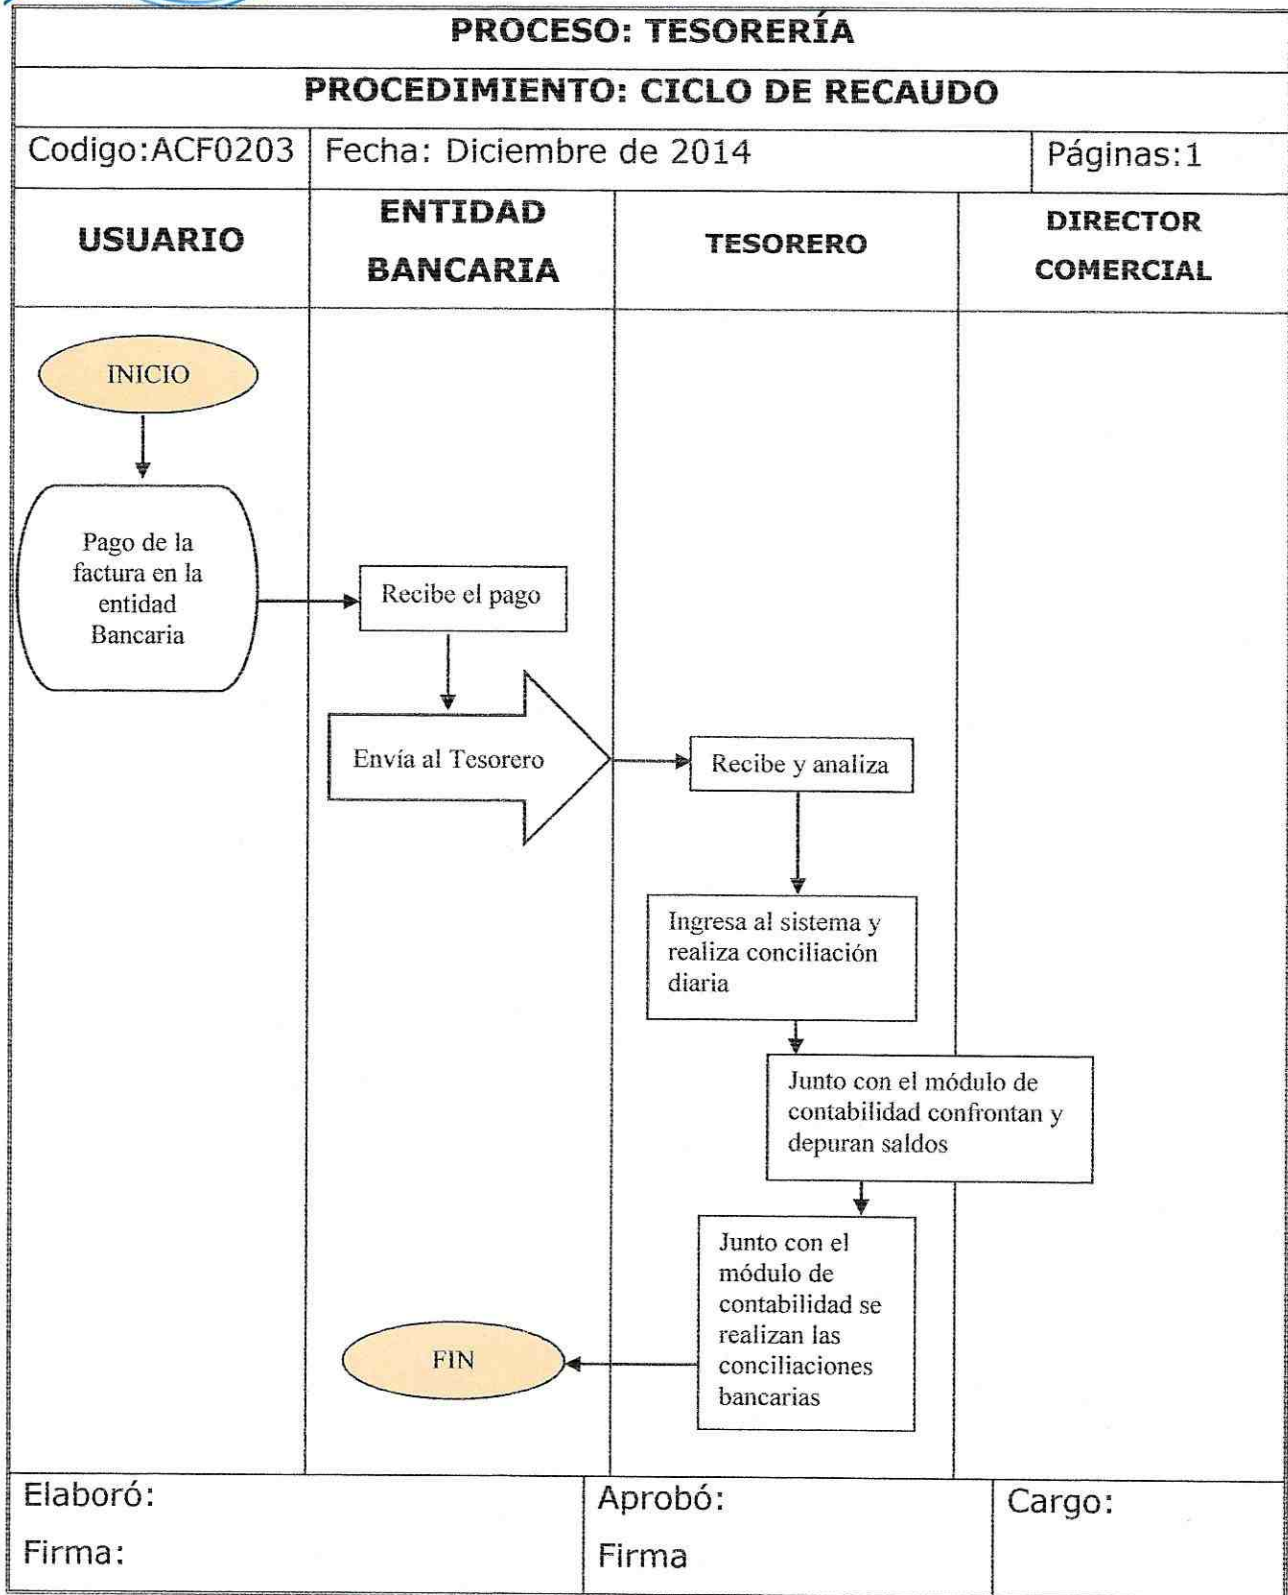 PROCESO: TESORERÍA
PROCEDIMIENTO: CICLO DE RECAUDO
Codigo:ACF0203
Fecha: Diciembre de 2014
Páginas:1
USUARIO
ENTIDAD
BANCARIA
TESORERO
DIRECTOR
COMERCIAL
INICIO
Pago de la
factura en la
entidad
Bancaria
Recibe el pago
Envía al Tesorero
Recibe y analiza
Ingresa al sistema y
realiza conciliación
diaria
Junto con el módulo de
contabilidad confrontan y
depuran saldos
Junto con el
módulo de
contabilidad se
realizan las
conciliaciones
bancarias
FIN
Elaboró:
Firma:
Aprobó:
Firma
Cargo: